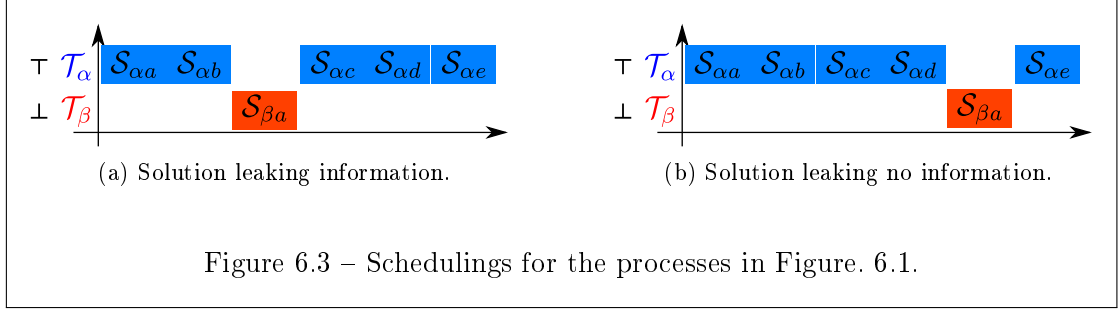 ⊤ 𝒯α 𝒮αa 𝒮αb 𝒮αc 𝒮αd 𝒮αe
⊥ 𝒯β 𝒮βa
(a) Solution leaking information.
⊤ 𝒯α 𝒮αa 𝒮αb 𝒮αc 𝒮αd 𝒮αe
⊥ 𝒯β 𝒮βa
(b) Solution leaking no information.
Figure 6.3 – Schedulings for the processes in Figure. 6.1.